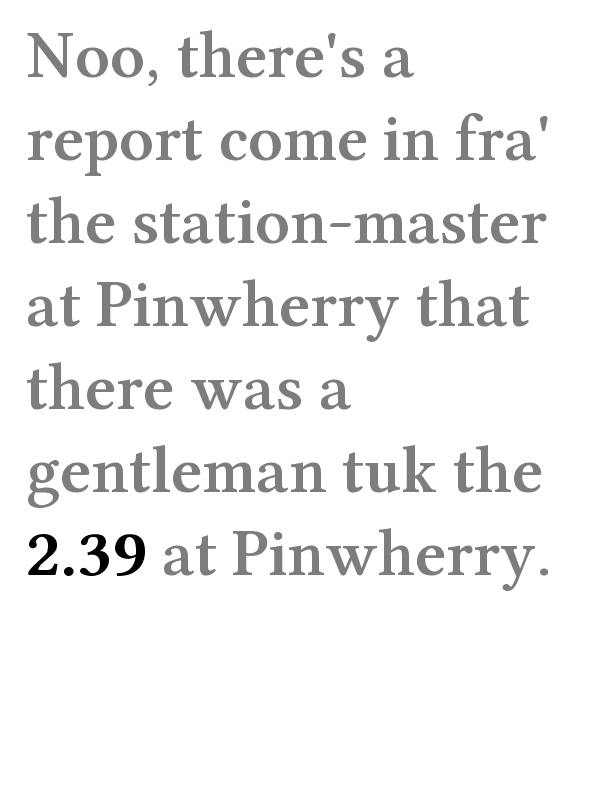 Noo, there's a
report come in fra'
the station-master
at Pinwherry that
there was a
gentleman tuk the
2.39 at Pinwherry.